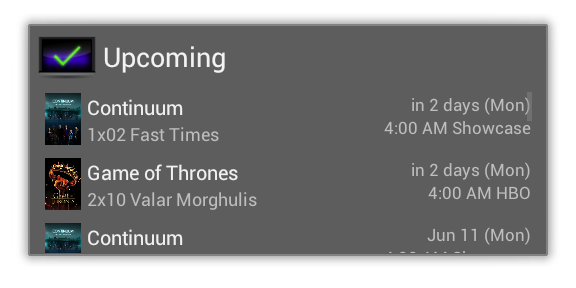 Upcoming
Continuum
in 2 days (Mon)
1x02 Fast Times
4:00 AM Showcase
Game of Thrones
in 2 days (Mon)
2x10 Valar Morghulis
4:00 AM HBO
Continuum
Jun 11 (Mon)